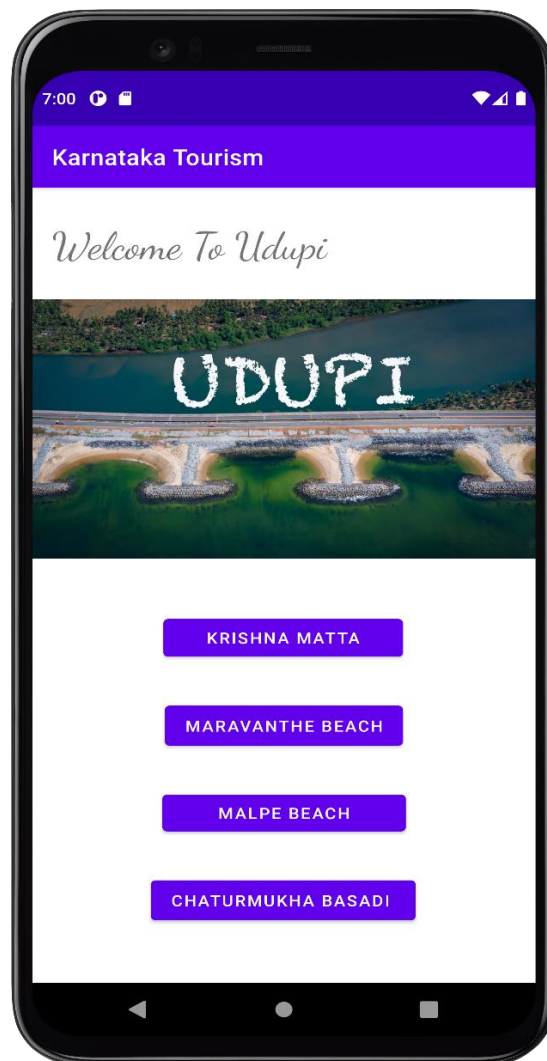 7:00
Karnataka Tourism
Welcome To Udupi
UDUPI
KRISHNA MATTA
MARAVANTHE BEACH
MALPE BEACH
CHATURMUKHA BASADI